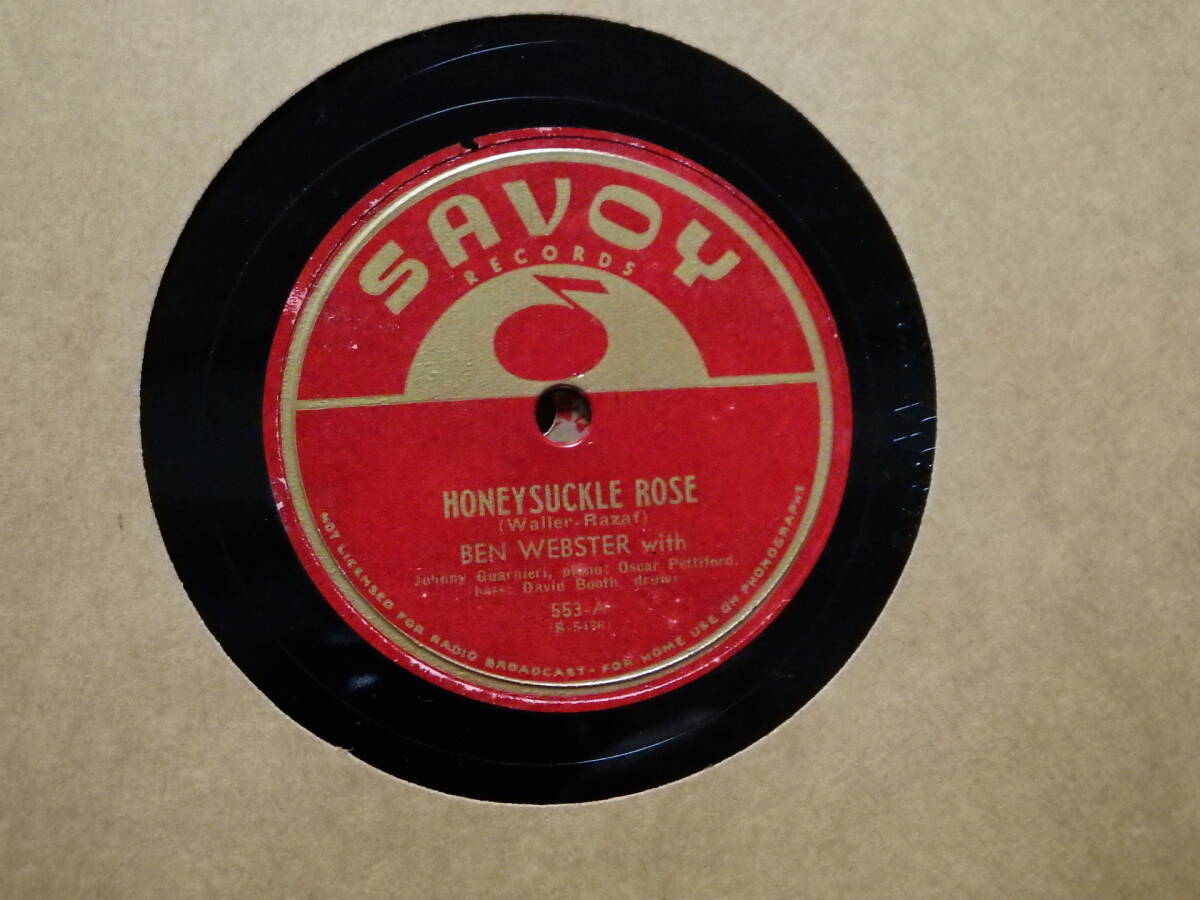 SAVOY
RECORDS
HONEYSUCKLE ROSE
(Waller-Razaf)
BEN WEBSTER with
Johnny Guarnieri, piano; Oscar Pettiford,
bass; David Booth, drums
553-A
NOT LICENSED FOR RADIO BROADCAST - FOR HOME USE ON PHONOGRAPHS